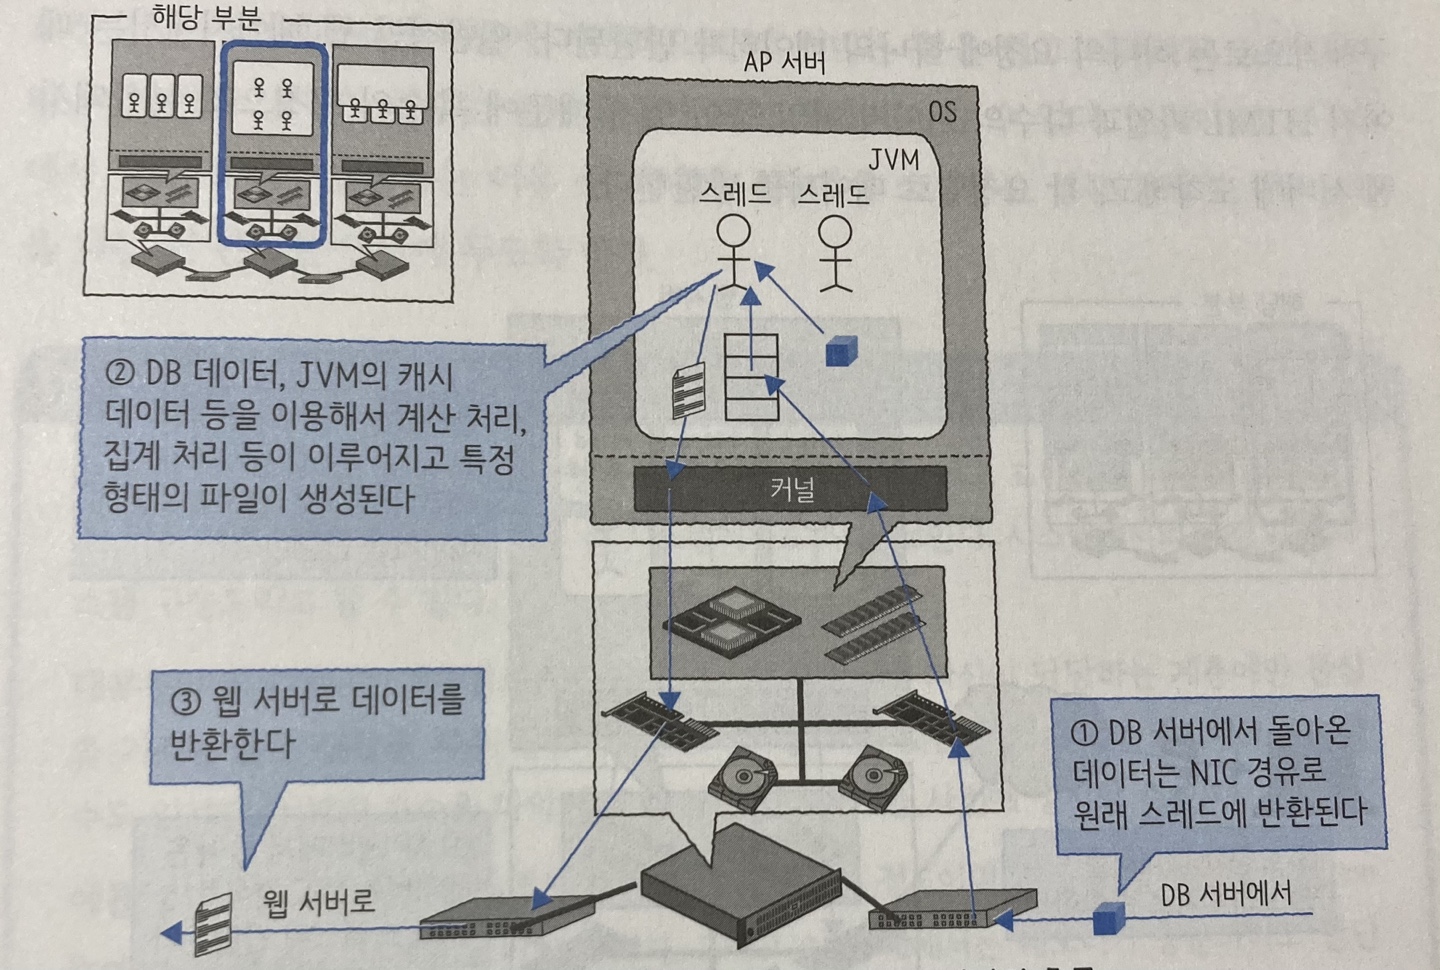 해당 부분
AP 서버
OS
JVM
스레드 스레드
② DB 데이터, JVM의 캐시
데이터 등을 이용해서 계산 처리,
집계 처리 등이 이루어지고 특정
형태의 파일이 생성된다
커널
③ 웹 서버로 데이터를
반환한다
① DB 서버에서 돌아온
데이터는 NIC 경유로
원래 스레드에 반환된다
웹 서버로
DB 서버에서